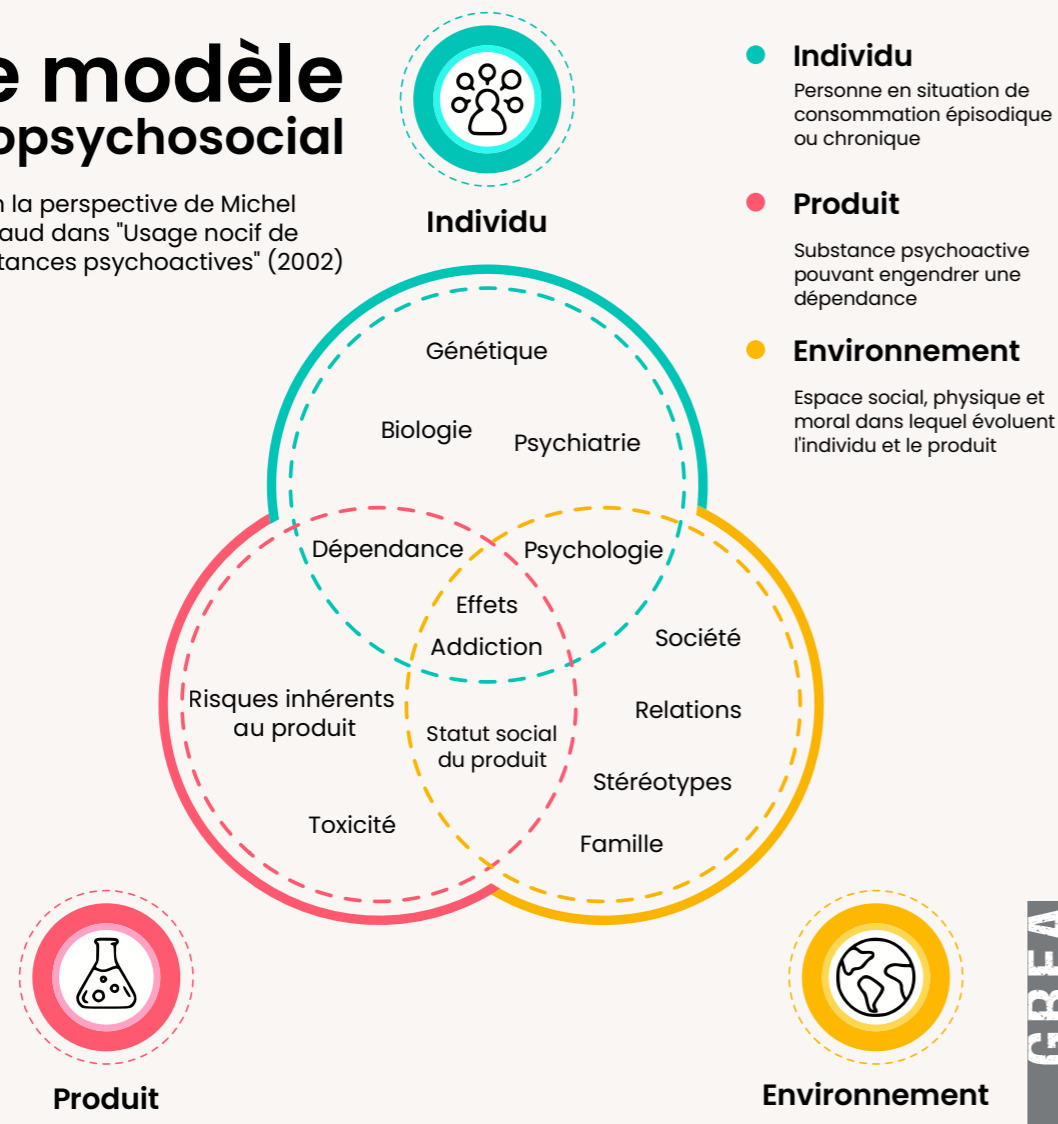 e modèle
opsychosocial
n la perspective de Michel
aud dans "Usage nocif de
tances psychoactives" (2002)
Individu
Individu
Personne en situation de
consommation épisodique
ou chronique
Produit
Substance psychoactive
pouvant engendrer une
dépendance
Environnement
Espace social, physique et
moral dans lequel évoluent
l'individu et le produit
Génétique
Biologie
Psychiatrie
Dépendance
Psychologie
Effets
Addiction
Société
Risques inhérents
au produit
Relations
Statut social
du produit
Stéréotypes
Toxicité
Famille
Produit
Environnement
GREA